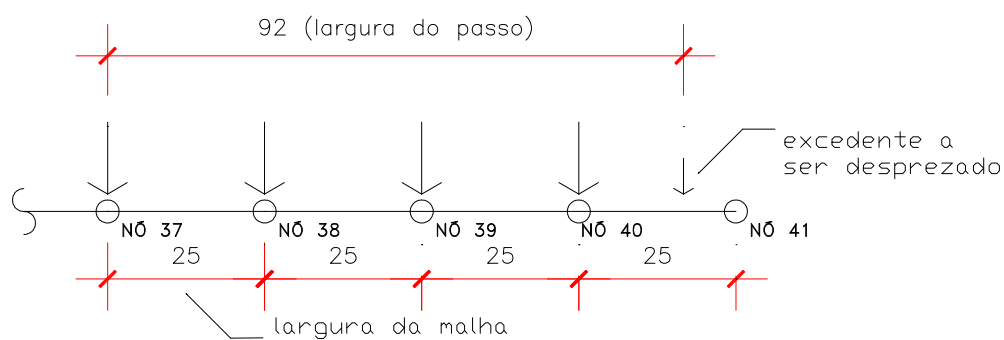 92 (largura do passo)
excedente a
ser desprezado
NÓ 37
NÓ 38
NÓ 39
NÓ 40
NÓ 41
25
25
25
25
largura da malha